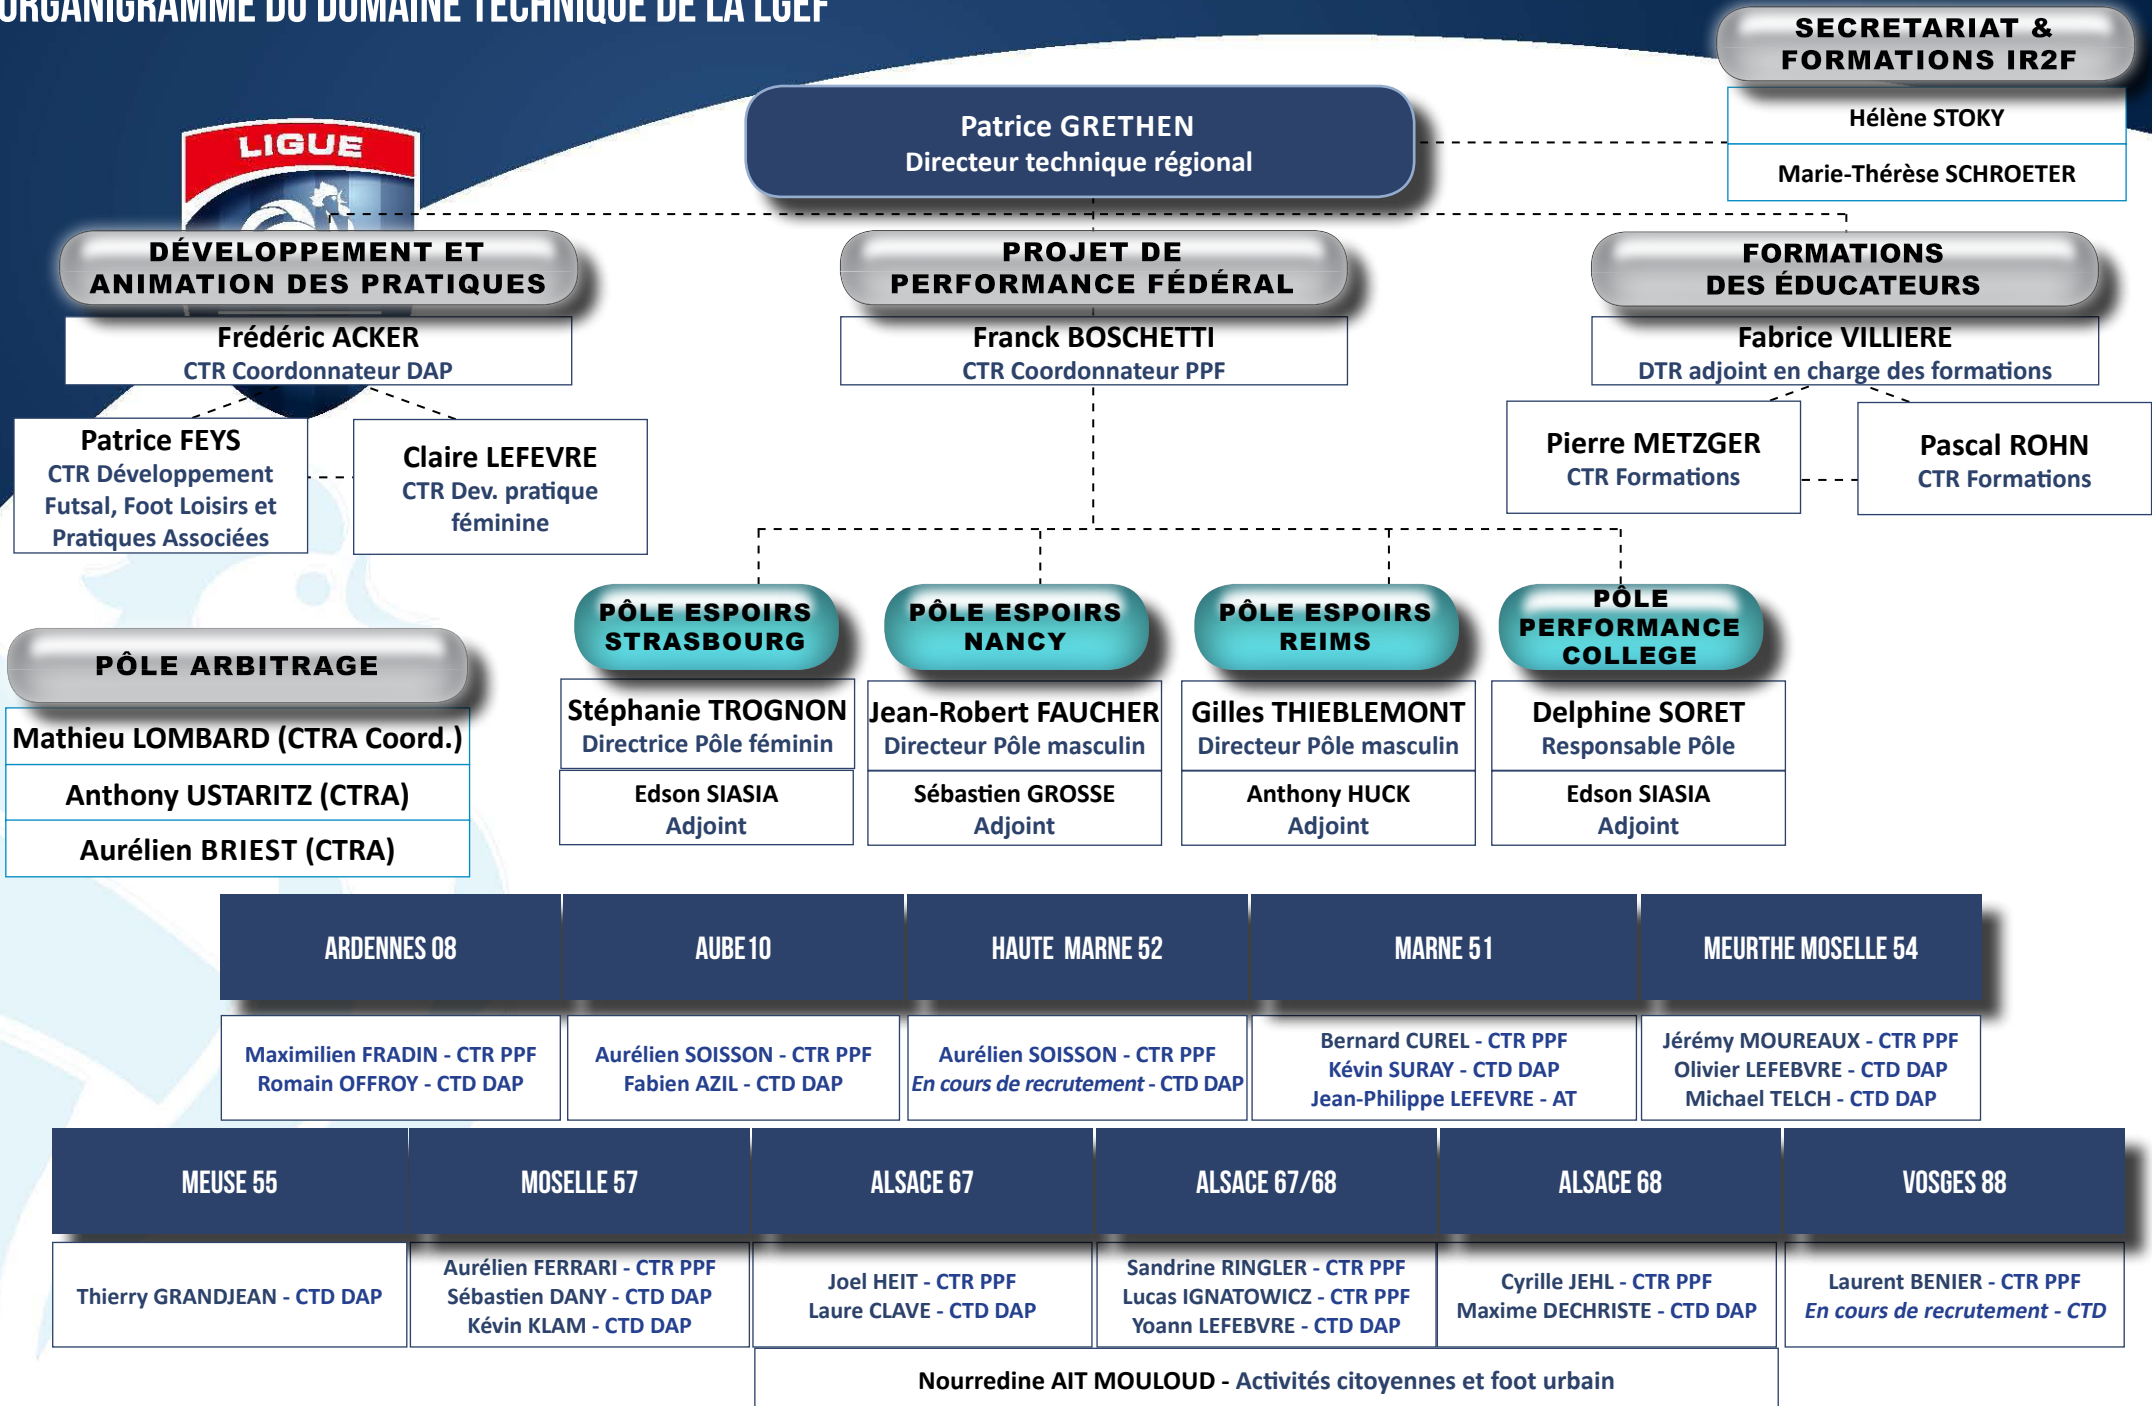 ORGANIGRAMME DU DOMAINE TECHNIQUE DE LA LGEF
SECRETARIAT &
FORMATIONS IR2F
Hélène STOKY
Marie-Thérèse SCHROETER
Patrice GRETHEN
Directeur technique régional
LIGUE
DÉVELOPPEMENT ET
ANIMATION DES PRATIQUES
Frédéric ACKER
CTR Coordonnateur DAP
Patrice FEYS
CTR Développement
Futsal, Foot Loisirs et
Pratiques Associées
Claire LEFEVRE
CTR Dev. pratique
féminine
PROJET DE
PERFORMANCE FÉDÉRAL
Franck BOSCHETTI
CTR Coordonnateur PPF
FORMATIONS
DES ÉDUCATEURS
Fabrice VILLIERE
DTR adjoint en charge des formations
Pierre METZGER
CTR Formations
Pascal ROHN
CTR Formations
PÔLE ARBITRAGE
Mathieu LOMBARD (CTRA Coord.)
Anthony USTARITZ (CTRA)
Aurélien BRIEST (CTRA)
PÔLE ESPOIRS
STRASBOURG
Stéphanie TROGNON
Directrice Pôle féminin
Edson SIASIA
Adjoint
PÔLE ESPOIRS
NANCY
Jean-Robert FAUCHER
Directeur Pôle masculin
Sébastien GROSSE
Adjoint
PÔLE ESPOIRS
REIMS
Gilles THIEBLEMONT
Directeur Pôle masculin
Anthony HUCK
Adjoint
PÔLE
PERFORMANCE
COLLEGE
Delphine SORET
Responsable Pôle
Edson SIASIA
Adjoint
ARDENNES 08
Maximilien FRADIN - CTR PPF
Romain OFFROY - CTD DAP
AUBE10
Aurélien SOISSON - CTR PPF
Fabien AZIL - CTD DAP
HAUTE MARNE 52
Aurélien SOISSON - CTR PPF
En cours de recrutement - CTD DAP
MARNE 51
Bernard CUREL - CTR PPF
Kévin SURAY - CTD DAP
Jean-Philippe LEFEVRE - AT
MEURTHE MOSELLE 54
Jérémy MOUREAUX - CTR PPF
Olivier LEFEBVRE - CTD DAP
Michael TELCH - CTD DAP
MEUSE 55
Thierry GRANDJEAN - CTD DAP
MOSELLE 57
Aurélien FERRARI - CTR PPF
Sébastien DANY - CTD DAP
Kévin KLAM - CTD DAP
ALSACE 67
Joel HEIT - CTR PPF
Laure CLAVE - CTD DAP
ALSACE 67/68
Sandrine RINGLER - CTR PPF
Lucas IGNATOWICZ - CTR PPF
Yoann LEFEBVRE - CTD DAP
ALSACE 68
Cyrille JEHL - CTR PPF
Maxime DECHRISTE - CTD DAP
VOSGES 88
Laurent BENIER - CTR PPF
En cours de recrutement - CTD
Nourredine AIT MOULOUD - Activités citoyennes et foot urbain